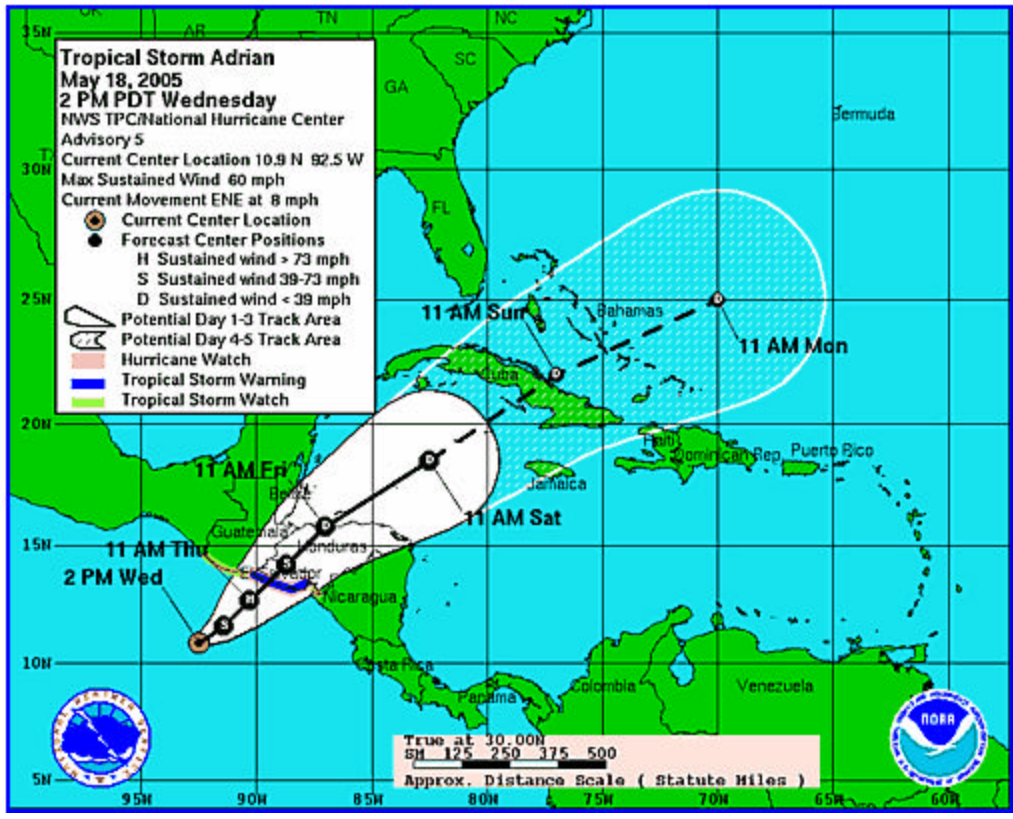 OK
TN
NC
AR
35N
Tropical Storm Adrian
May 18, 2005
2 PM PDT Wednesday
NWS TPC/National Hurricane Center
Advisory 5
Current Center Location 10.9 N 92.5 W
Max Sustained Wind 60 mph
Current Movement ENE at 8 mph
Current Center Location
Forecast Center Positions
H Sustained wind > 73 mph
S Sustained wind 39-73 mph
D Sustained wind < 39 mph
Potential Day 1-3 Track Area
Potential Day 4-5 Track Area
Hurricane Watch
Tropical Storm Warning
Tropical Storm Watch
SC
GA
Bermuda
30N
FL
25N
D
11 AM Sun
Bahamas
11 AM Mon
D
Cuba
20N
Haiti
Dominican Rep.
Puerto Rico
11 AM Fri
D
Belize
Jamaica
11 AM Sat
D
Guatemala
15N
11 AM Thu
Honduras
S
El Salvador
2 PM Wed
H
Nicaragua
S
10N
Costa Rica
Panama
Colombia
Venezuela
NOAA
True at 30.00N
SM 125 250 375 500
Approx. Distance Scale ( Statute Miles )
5N
95W 90W 85W 80W 75W 70W 65W 60W